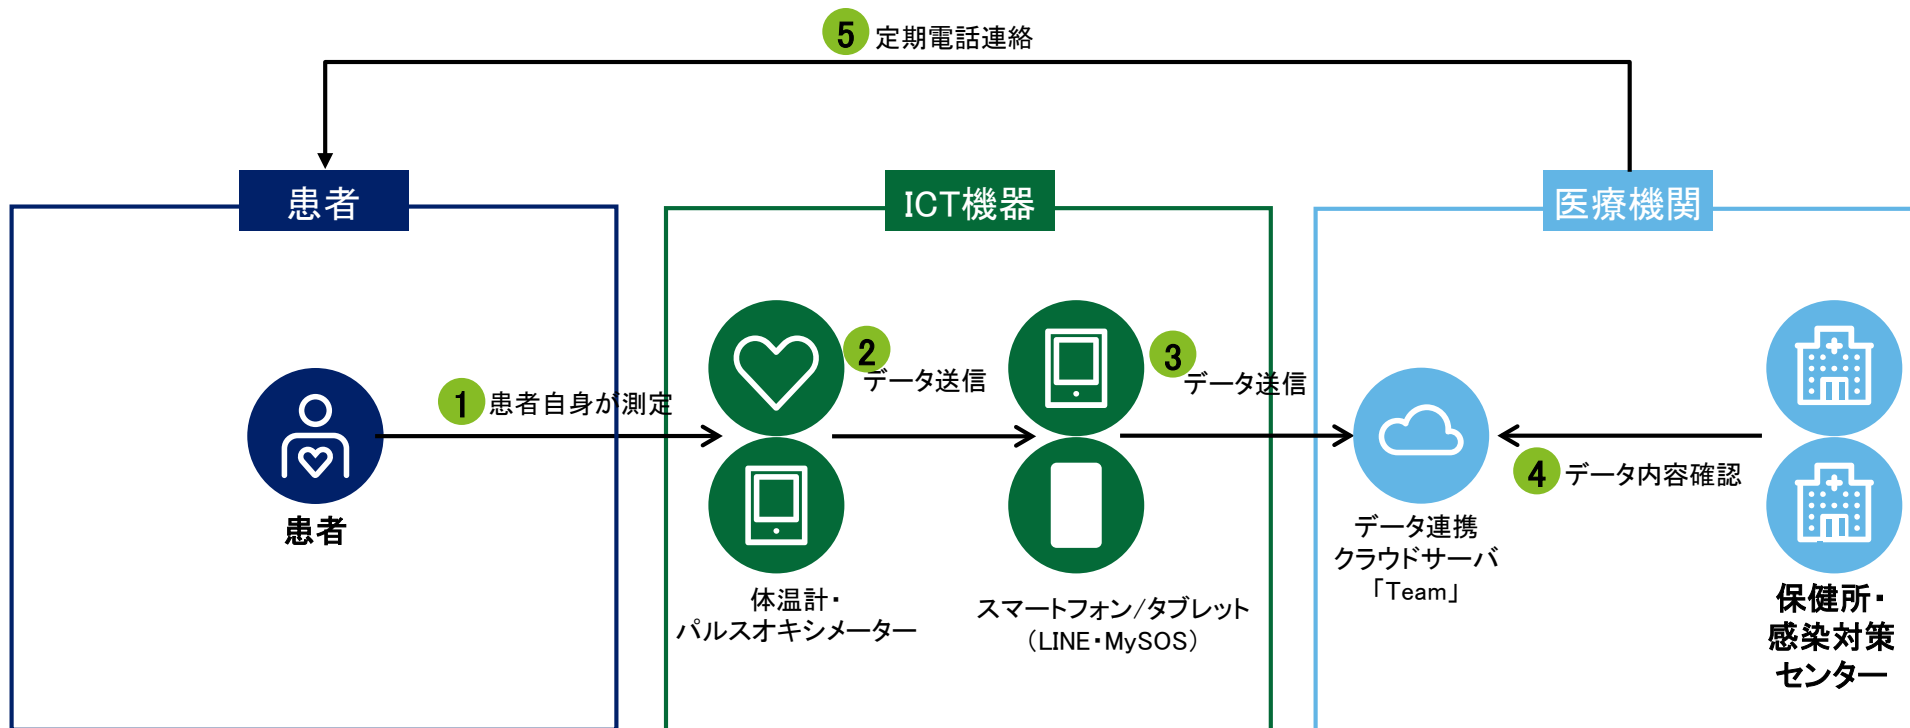 5 定期電話連絡
患者
ICT機器
医療機関
1 患者自身が測定
2 データ送信
3 データ送信
4 データ内容確認
患者
体温計・
パルスオキシメーター
スマートフォン/タブレット
(LINE・MySOS)
データ連携
クラウドサーバ
「Team」
保健所・
感染対策
センター